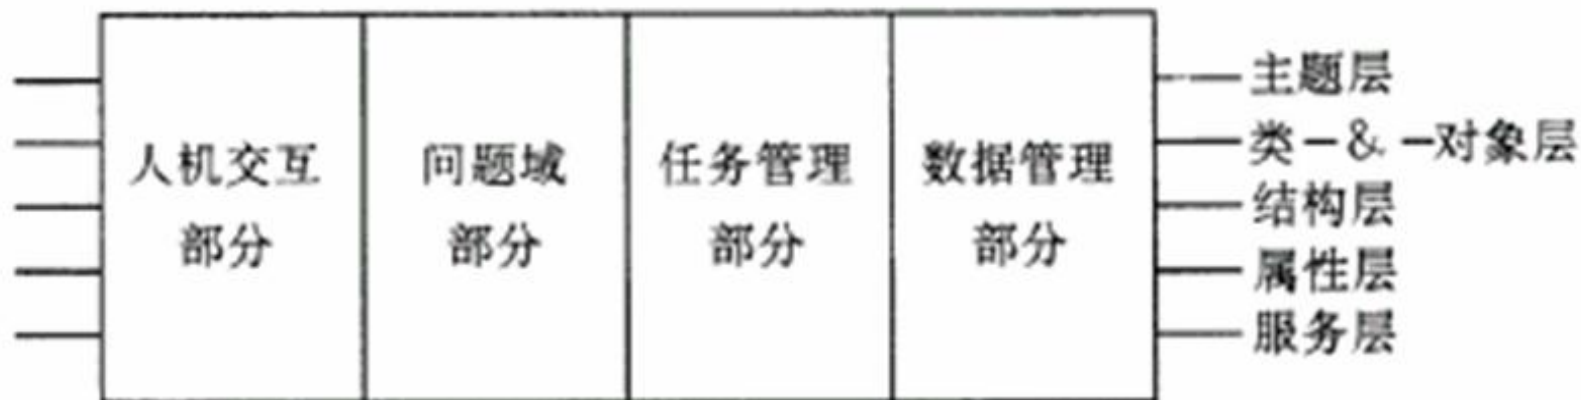 人机交互
部分
问题域
部分
任务管理
部分
数据管理
部分
主题层
类-&-对象层
结构层
属性层
服务层